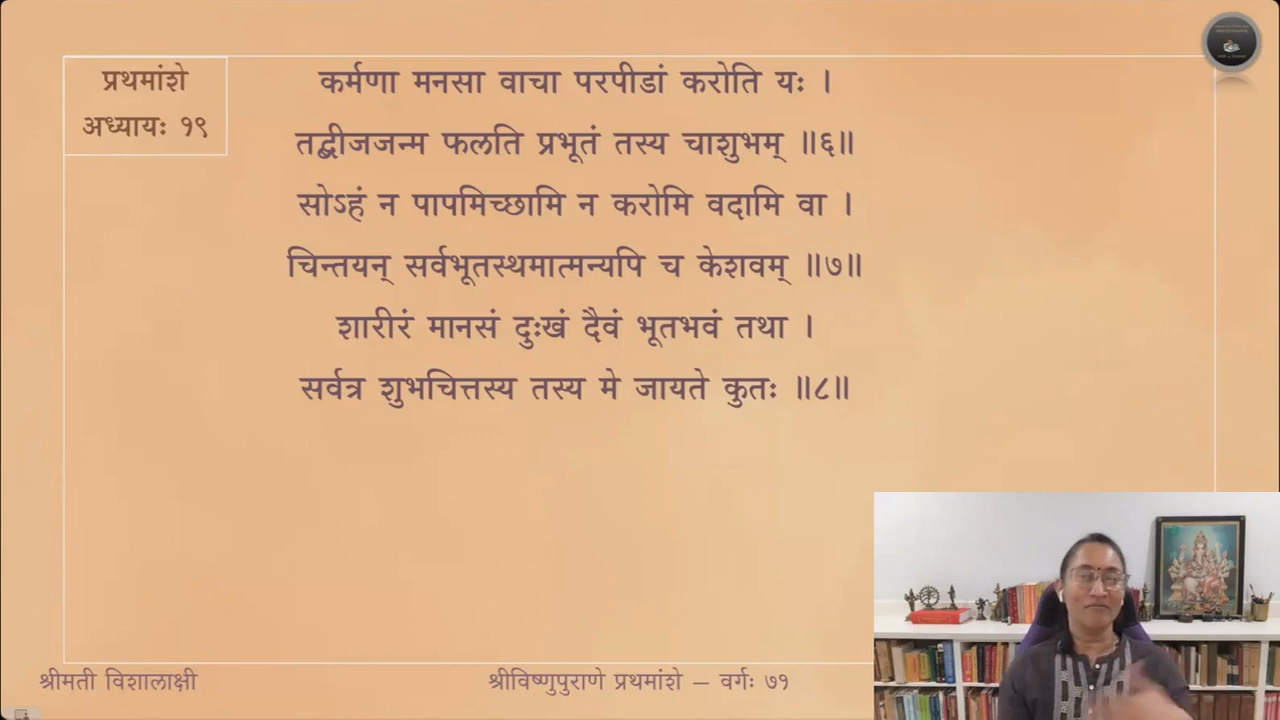 प्रथमांशे
अध्यायः १९
कर्मणा मनसा वाचा परपीडां करोति यः ।
तद्बीजजन्म फलति प्रभूतं तस्य चाशुभम् ॥६॥
सोऽहं न पापमिच्छामि न करोमि वदामि वा ।
चिन्तयन् सर्वभूतस्थमात्मन्यपि च केशवम् ॥७॥
शारीरं मानसं दुःखं दैवं भूतभवं तथा ।
सर्वत्र शुभचित्तस्य तस्य मे जायते कुतः ॥८॥
श्रीमती विशालाक्षी
श्रीविष्णुपुराणे प्रथमांशे – वर्गः ७१